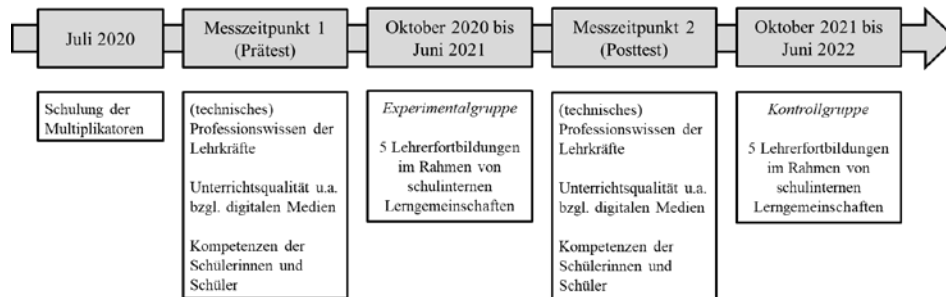 Juli 2020
Messzeitpunkt 1
(Prätest)
Oktober 2020 bis
Juni 2021
Messzeitpunkt 2
(Posttest)
Oktober 2021 bis
Juni 2022
Schulung der
Multiplikatoren
(technisches)
Professionswissen der
Lehrkräfte
Unterrichtsqualität u.a.
bzgl. digitalen Medien
Kompetenzen der
Schülerinnen und
Schüler
Experimentalgruppe
5 Lehrerfortbildungen
im Rahmen von
schulinternen
Lerngemeinschaften
(technisches)
Professionswissen der
Lehrkräfte
Unterrichtsqualität u.a.
bzgl. digitalen Medien
Kompetenzen der
Schülerinnen und
Schüler
Kontrollgruppe
5 Lehrerfortbildungen
im Rahmen von
schulinternen
Lerngemeinschaften